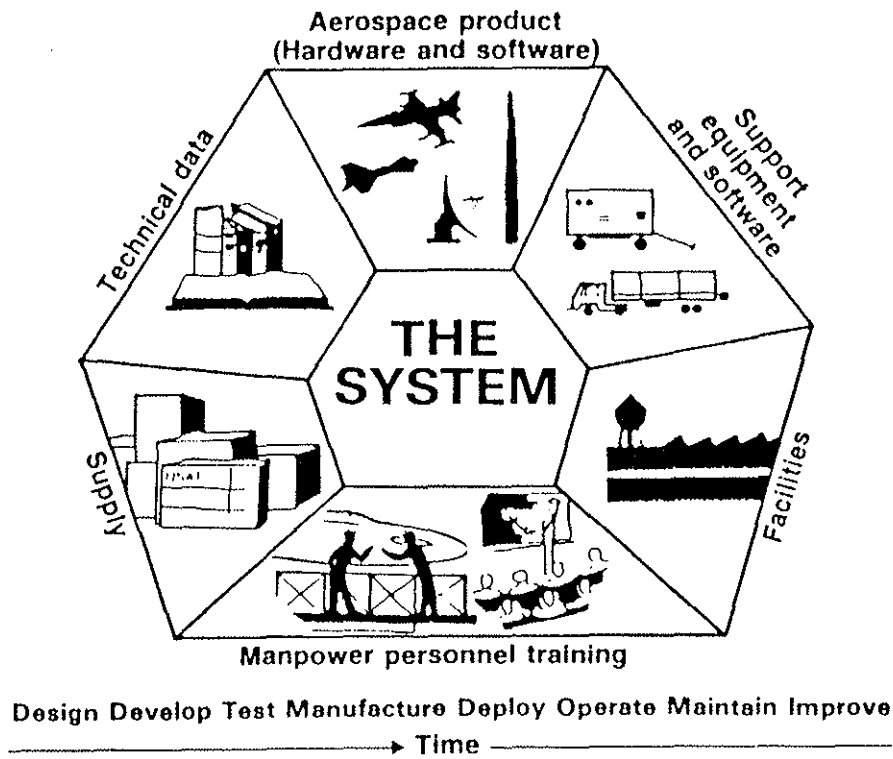 Aerospace product
(Hardware and software)
Technical data
Support
equipment
and software
THE
SYSTEM
Supply
Facilities
Manpower personnel training
Design Develop Test Manufacture Deploy Operate Maintain Improve
Time